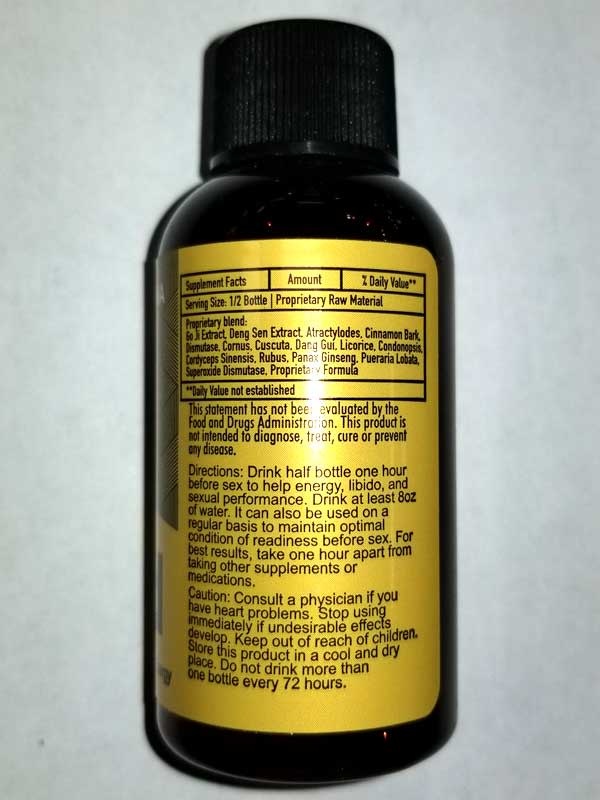 Supplement Facts Amount % Daily Value**
Serving Size: 1/2 Bottle | Proprietary Raw Material
Proprietary blend:
Go Ji Extract, Deng Sen Extract, Atractylodes, Cinnamon Bark,
Dismutase, Cornus, Cuscuta, Dang Gui, Licorice, Condonopsis,
Cordyceps Sinensis, Rubus, Panax Ginseng, Pueraria Lobata,
Superoxide Dismutase, Proprietary Formula
**Daily Value not established
This statement has not been evaluated by the
Food and Drugs Administration. This product is
not intended to diagnose, treat, cure or prevent
any disease.
Directions: Drink half bottle one hour
before sex to help energy, libido, and
sexual performance. Drink at least 8oz
of water. It can also be used on a
regular basis to maintain optimal
condition of readiness before sex. For
best results, take one hour apart from
taking other supplements or
medications.
Caution: Consult a physician if you
have heart problems. Stop using
immediately if undesirable effects
develop. Keep out of reach of children.
Store this product in a cool and dry
place. Do not drink more than
one bottle every 72 hours.